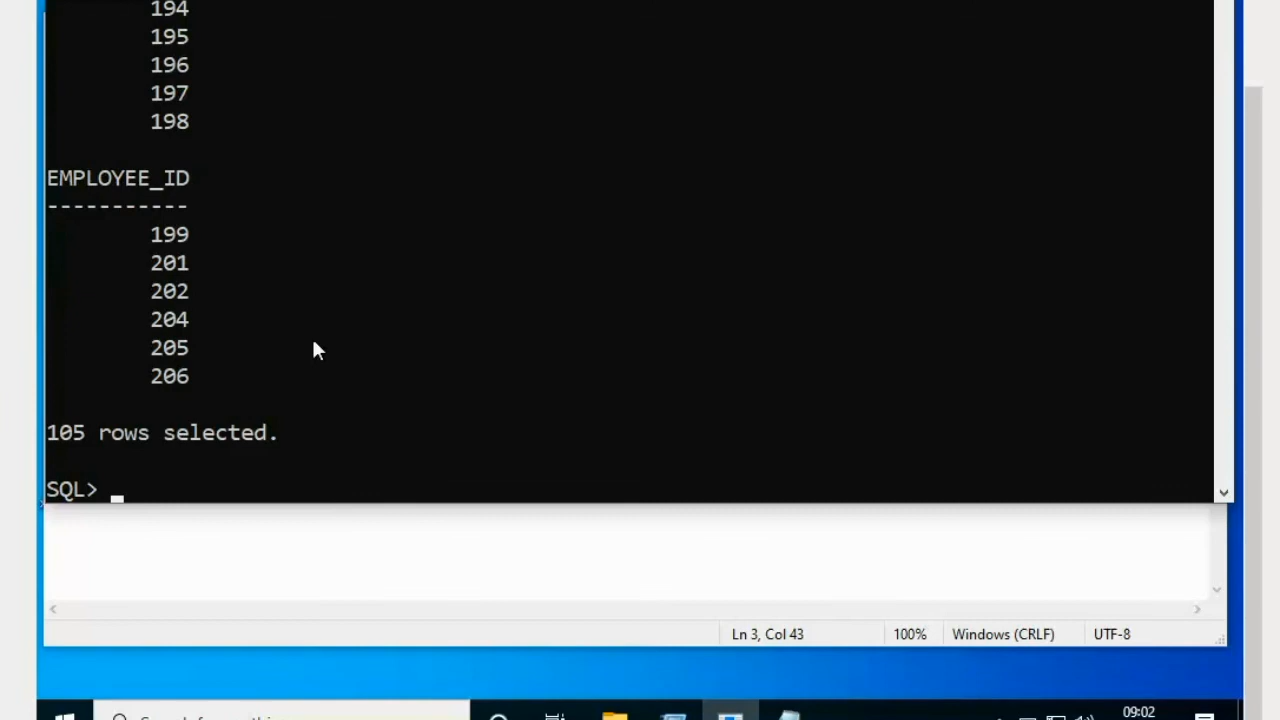 194
195
196
197
198
EMPLOYEE_ID
-----------
199
201
202
204
205
206
105 rows selected.
SQL>
Ln 3, Col 43
100%
Windows (CRLF)
UTF-8
09:02